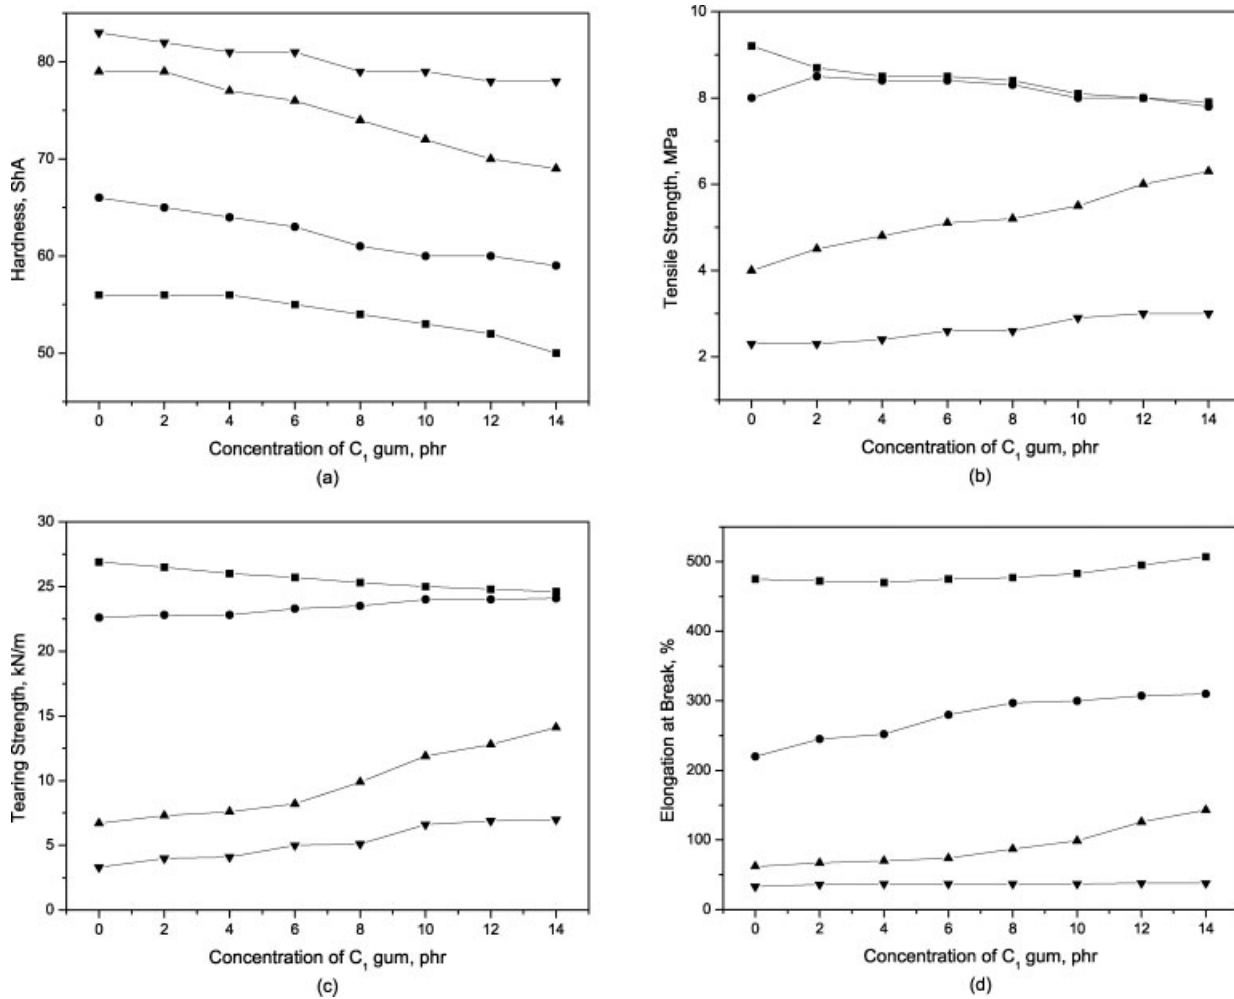 80
70
60
50
Hardness, ShA
0 2 4 6 8 10 12 14
Concentration of C1 gum, phr
(a)
10
8
6
4
2
Tensile Strength, MPa
0 2 4 6 8 10 12 14
Concentration of C1 gum, phr
(b)
30
25
20
15
10
5
0
Tearing Strength, kN/m
0 2 4 6 8 10 12 14
Concentration of C1 gum, phr
(c)
500
400
300
200
100
0
Elongation at Break, %
0 2 4 6 8 10 12 14
Concentration of C1 gum, phr
(d)